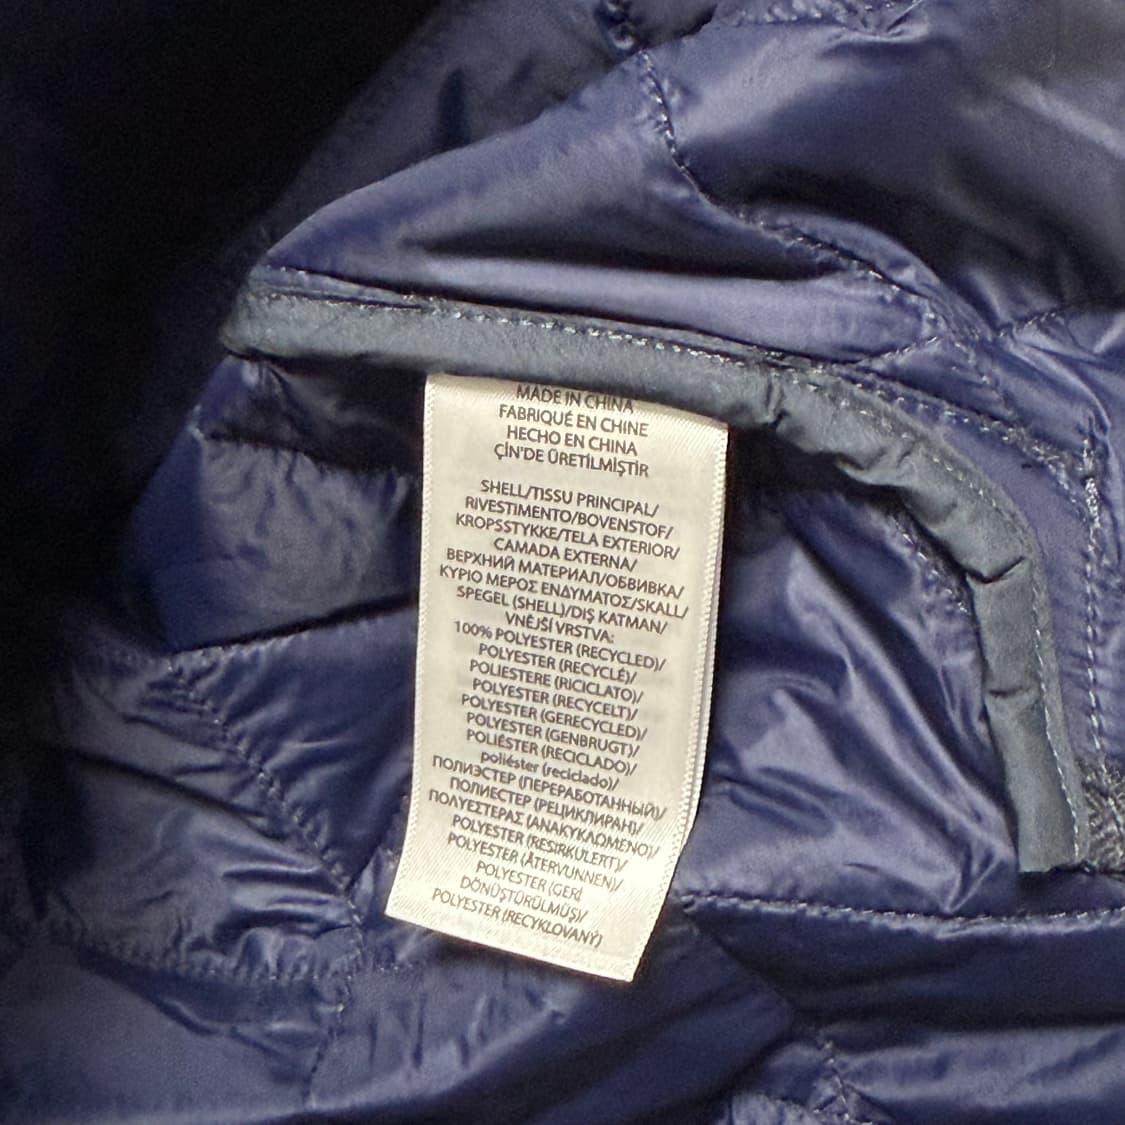 MADE IN CHINA
FABRIQUÉ EN CHINE
HECHO EN CHINA
ÇİN'DE ÜRETİLMİŞTİR
SHELL/TISSU PRINCIPAL/
RIVESTIMENTO/BOVENSTOF/
KROPSSTYKKE/TELA EXTERIOR/
CAMADA EXTERNA/
ВЕРХНИЙ МАТЕРИАЛ/ОБВИВКА/
ΚΥΡΙΟ ΜΕΡΟΣ ΕΝΔΥΜΑΤΟΣ/SKALL/
SPEGEL (SHELL)/DIŞ KATMAN/
VNĚJŠÍ VRSTVA:
100% POLYESTER (RECYCLED)/
POLYESTER (RECYCLÉ)/
POLIESTERE (RICICLATO)/
POLYESTER (RECYCELT)/
POLYESTER (GERECYCLED)/
POLYESTER (GENBRUGT)/
POLIÉSTER (RECICLADO)/
poliéster (reciclado)/
ПОЛИЭСТЕР (ПЕРЕРАБОТАННЫЙ)/
ПОЛИЕСТЕР (РЕЦИКЛИРАН)/
ΠΟΛΥΕΣΤΕΡΑΣ (ΑΝΑΚΥΚΛΩΜΕΝΟ)/
POLYESTER (RESIRKULERT)/
POLYESTER (ÅTERVUNNEN)/
POLYESTER (GERİ
DÖNÜŞTÜRÜLMÜŞ)/
POLYESTER (RECYKLOVANÝ)